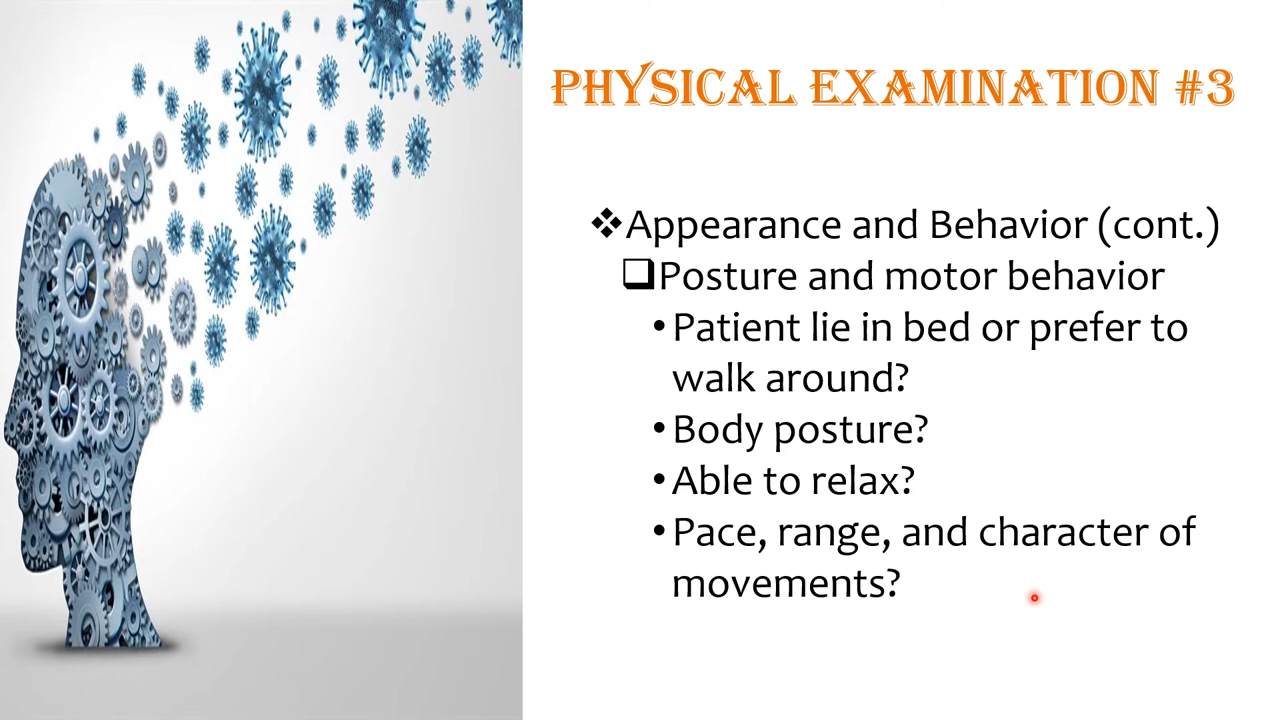 PHYSICAL EXAMINATION #3
❖Appearance and Behavior (cont.)
❑Posture and motor behavior
•Patient lie in bed or prefer to
walk around?
•Body posture?
•Able to relax?
•Pace, range, and character of
movements?